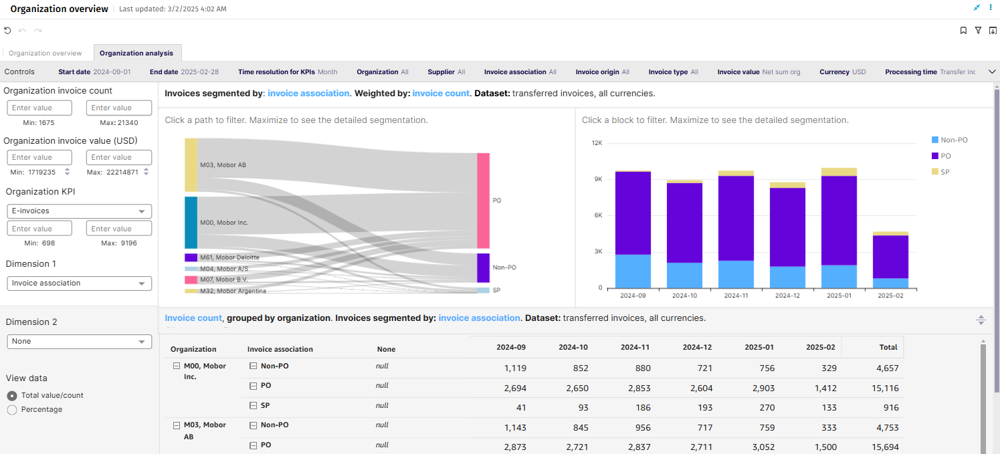 Organization overview Last updated: 3/2/2025 4:02 AM
Organization overview Organization analysis
Controls Start date 2024-09-01 End date 2025-02-28 Time resolution for KPIs Month Organization All Supplier All Invoice association All Invoice origin All Invoice type All Invoice value Net sum org Currency USD Processing time Transfer inc
Organization invoice count
Enter value Enter value
Min: 1675 Max: 21340
Organization invoice value (USD)
Enter value Enter value
Min: 1719235 Max: 22214871
Organization KPI
E-invoices
Enter value Enter value
Min: 698 Max: 9196
Dimension 1
Invoice association
Dimension 2
None
View data
Total value/count
Percentage
Invoices segmented by: invoice association. Weighted by: invoice count. Dataset: transferred invoices, all currencies.
Click a path to filter. Maximize to see the detailed segmentation.
M03, Mobor AB
M00, Mobor Inc.
M61, Mobor Deloitte
M04, Mobor A/S
M07, Mobor B.V.
M32, Mobor Argentina
PO
Non-PO
SP
Click a block to filter. Maximize to see the detailed segmentation.
12K
9K
6K
3K
0
2024-09 2024-10 2024-11 2024-12 2025-01 2025-02
Non-PO
PO
SP
Invoice count, grouped by organization. Invoices segmented by: invoice association. Dataset: transferred invoices, all currencies.
Organization Invoice association None 2024-09 2024-10 2024-11 2024-12 2025-01 2025-02 Total
M00, Mobor Non-PO null 1,119 852 880 721 756 329 4,657
Inc.
PO null 2,694 2,650 2,853 2,604 2,903 1,412 15,116
SP null 41 93 186 193 270 133 916
M03, Mobor Non-PO null 1,143 845 956 717 759 333 4,753
AB
PO null 2,873 2,721 2,837 2,711 3,052 1,500 15,694